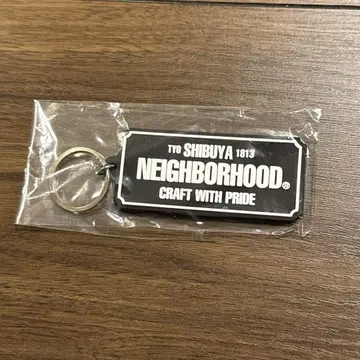 TYO SHIBUYA 1813
NEIGHBORHOOD®
CRAFT WITH PRIDE